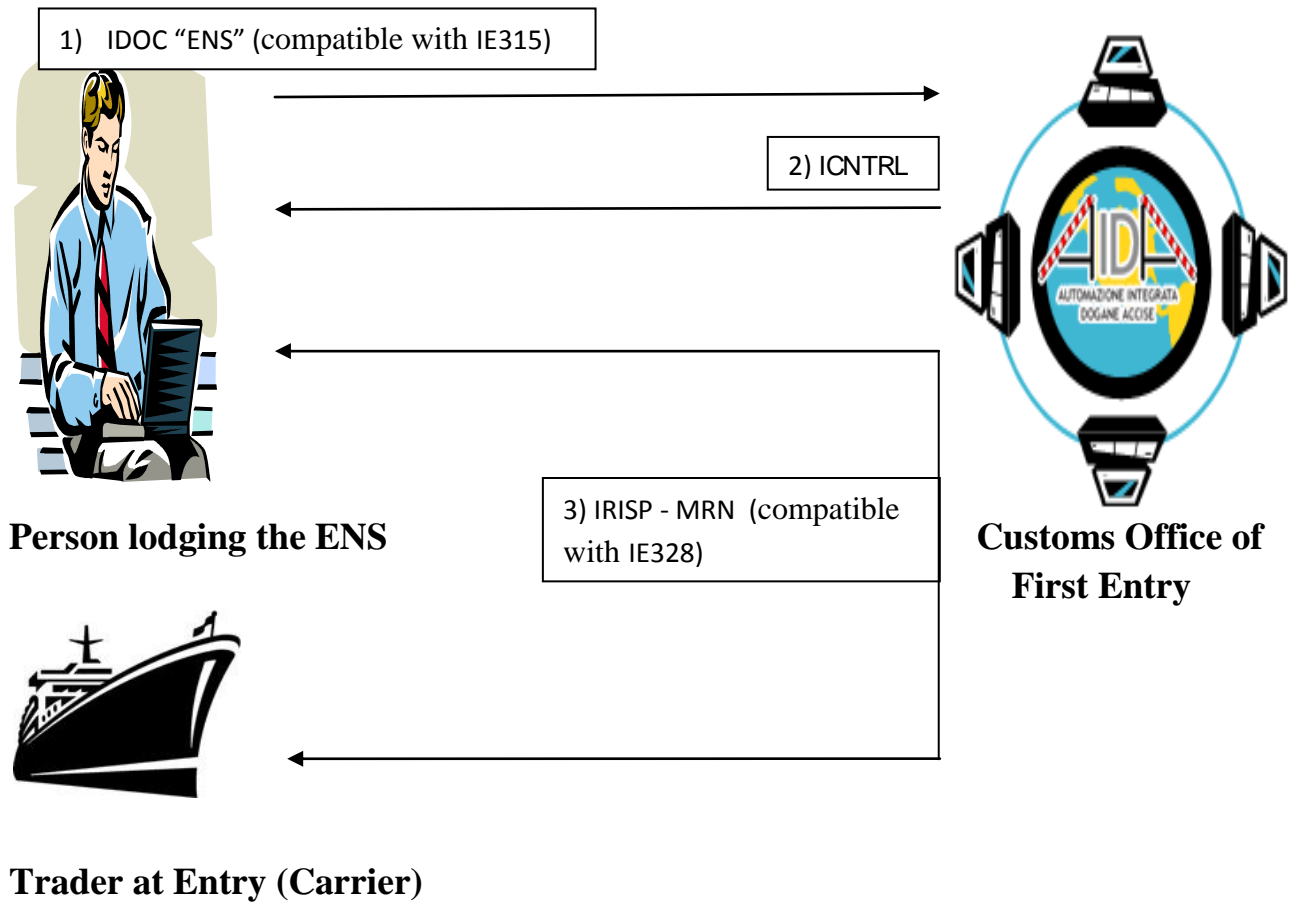 1) IDOC “ENS” (compatible with IE315)
2) ICNTRL
AIDA
AUTOMAZIONE INTEGRATA
DOGANE ACCISE
3) IRISP - MRN (compatible
with IE328)
Person lodging the ENS
Customs Office of
First Entry
Trader at Entry (Carrier)